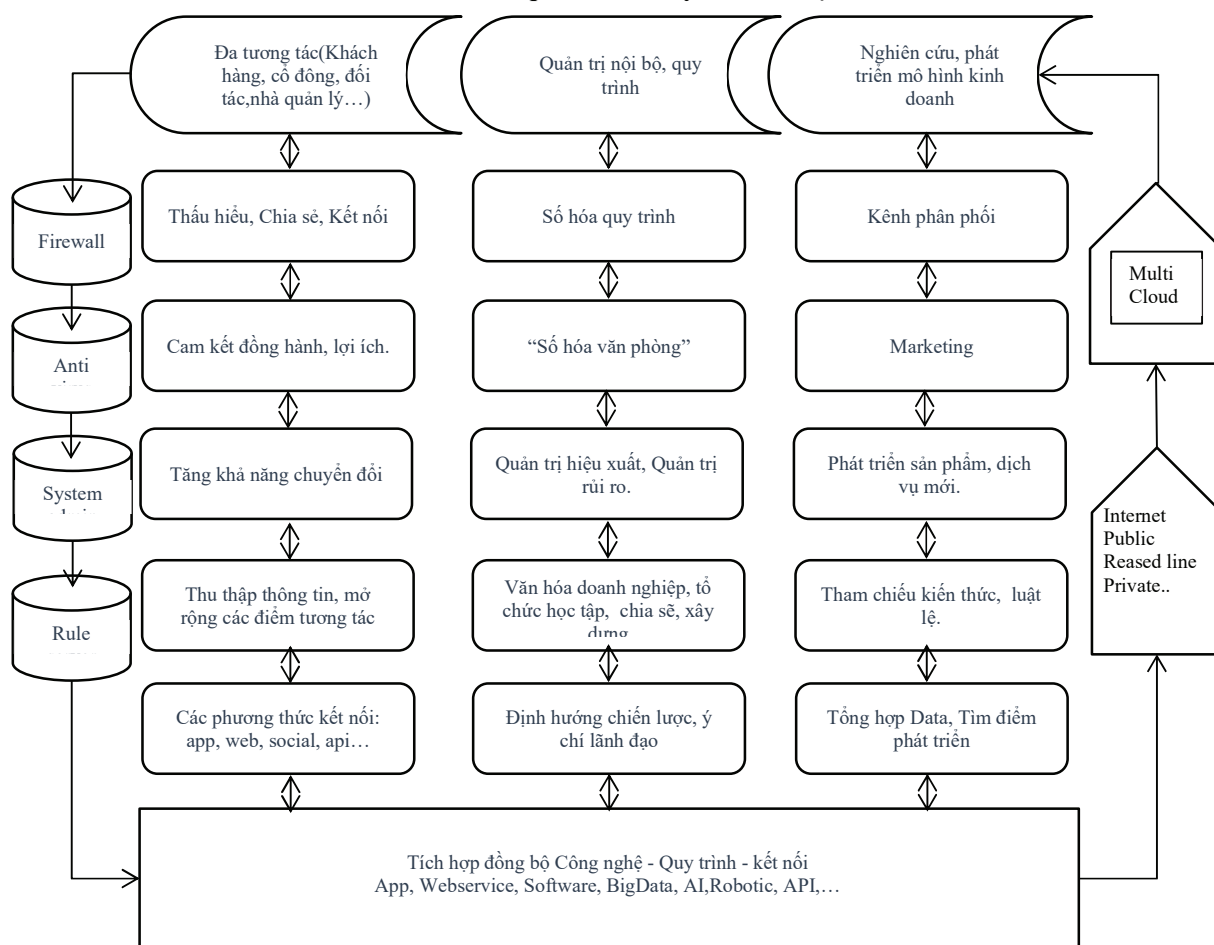 Đa tương tác(Khách
hàng, cổ đông, đối
tác,nhà quản lý…)
Quản trị nội bộ, quy
trình
Nghiên cứu, phát
triển mô hình kinh
doanh
Thấu hiểu, Chia sẻ, Kết nối
Số hóa quy trình
Kênh phân phối
Firewall
Multi
Cloud
Cam kết đồng hành, lợi ích.
“Số hóa văn phòng”
Marketing
Anti
Tăng khả năng chuyển đổi
Quản trị hiệu xuất, Quản trị
rủi ro.
Phát triển sản phẩm, dịch
vụ mới.
System
Internet
Public
Reased line
Private..
Thu thập thông tin, mở
rộng các điểm tương tác
Văn hóa doanh nghiệp, tổ
chức học tập, chia sẽ, xây
dựng
Tham chiếu kiến thức, luật
lệ.
Rule
Các phương thức kết nối:
app, web, social, api…
Định hướng chiến lược, ý
chí lãnh đạo
Tổng hợp Data, Tìm điểm
phát triển
Tích hợp đồng bộ Công nghệ - Quy trình - kết nối
App, Webservice, Software, BigData, AI,Robotic, API,…